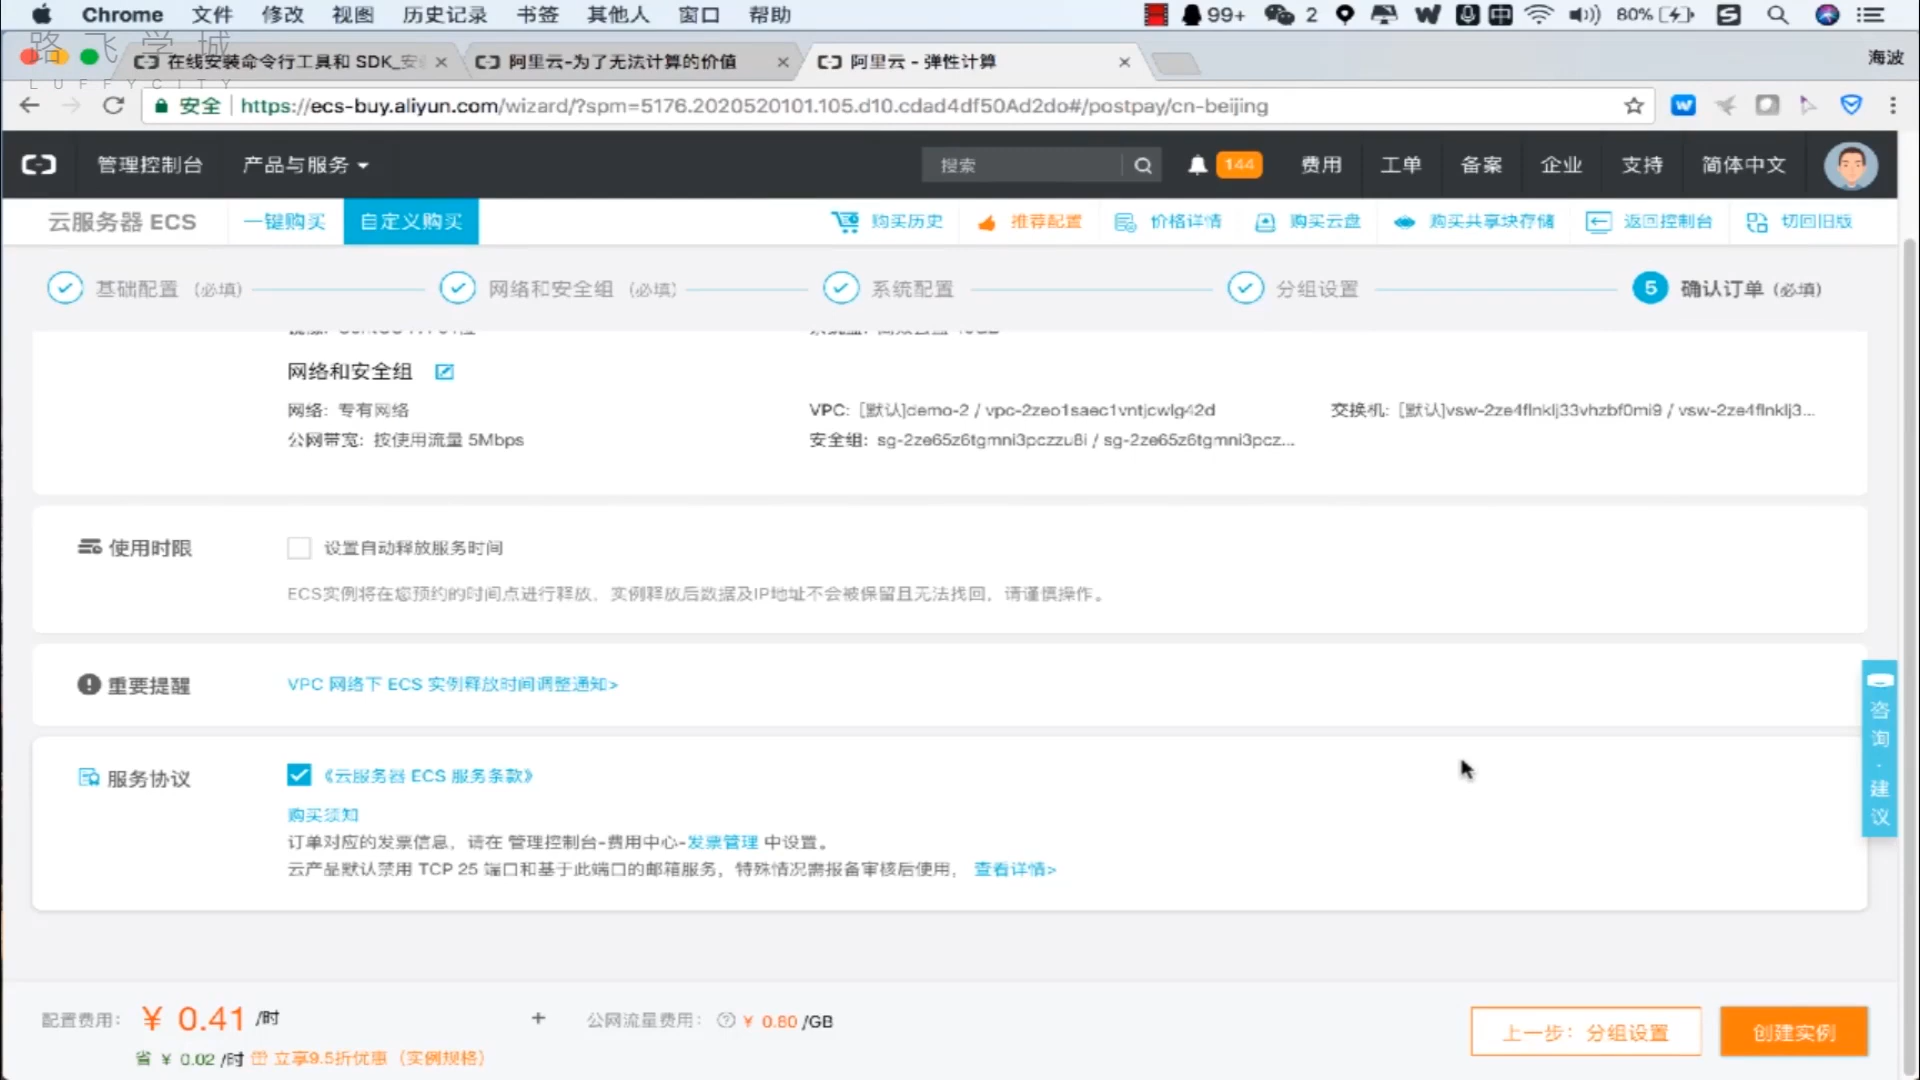 Chrome 文件 修改 视图 历史记录 书签 其他人 窗口 帮助 99+ 2 80%
路飞学城
LUFFYCITY
在线安装命令行工具和 SDK_安 阿里云-为了无法计算的价值 阿里云 - 弹性计算 海波
安全 https://ecs-buy.aliyun.com/wizard/?spm=5176.2020520101.105.d10.cdad4df50Ad2do#/postpay/cn-beijing
管理控制台 产品与服务 搜索 144 费用 工单 备案 企业 支持 简体中文
云服务器 ECS 一键购买 自定义购买 购买历史 推荐配置 价格详情 购买云盘 购买共享块存储 返回控制台 切回旧版
基础配置 (必填) 网络和安全组 (必填) 系统配置 分组设置 5 确认订单 (必填)
网络和安全组
网络: 专有网络 VPC: [默认]demo-2 / vpc-2zeo1saec1vntjcwlg42d 交换机: [默认]vsw-2ze4flnklj33vhzbf0mi9 / vsw-2ze4flnklj3...
公网带宽: 按使用流量 5Mbps 安全组: sg-2ze65z6tgmni3pczzu8i / sg-2ze65z6tgmni3pcz...
使用时限 设置自动释放服务时间
ECS实例将在您预约的时间点进行释放，实例释放后数据及IP地址不会被保留且无法找回，请谨慎操作。
重要提醒 VPC 网络下 ECS 实例释放时间调整通知>
服务协议 《云服务器 ECS 服务条款》
购买须知
订单对应的发票信息，请在 管理控制台-费用中心-发票管理 中设置。
云产品默认禁用 TCP 25 端口和基于此端口的邮箱服务，特殊情况需报备审核后使用， 查看详情>
咨询·建议
配置费用: ¥ 0.41 /时 + 公网流量费用: ¥ 0.80 /GB 上一步：分组设置 创建实例
省 ¥ 0.02 /时 立享9.5折优惠（实例规格）